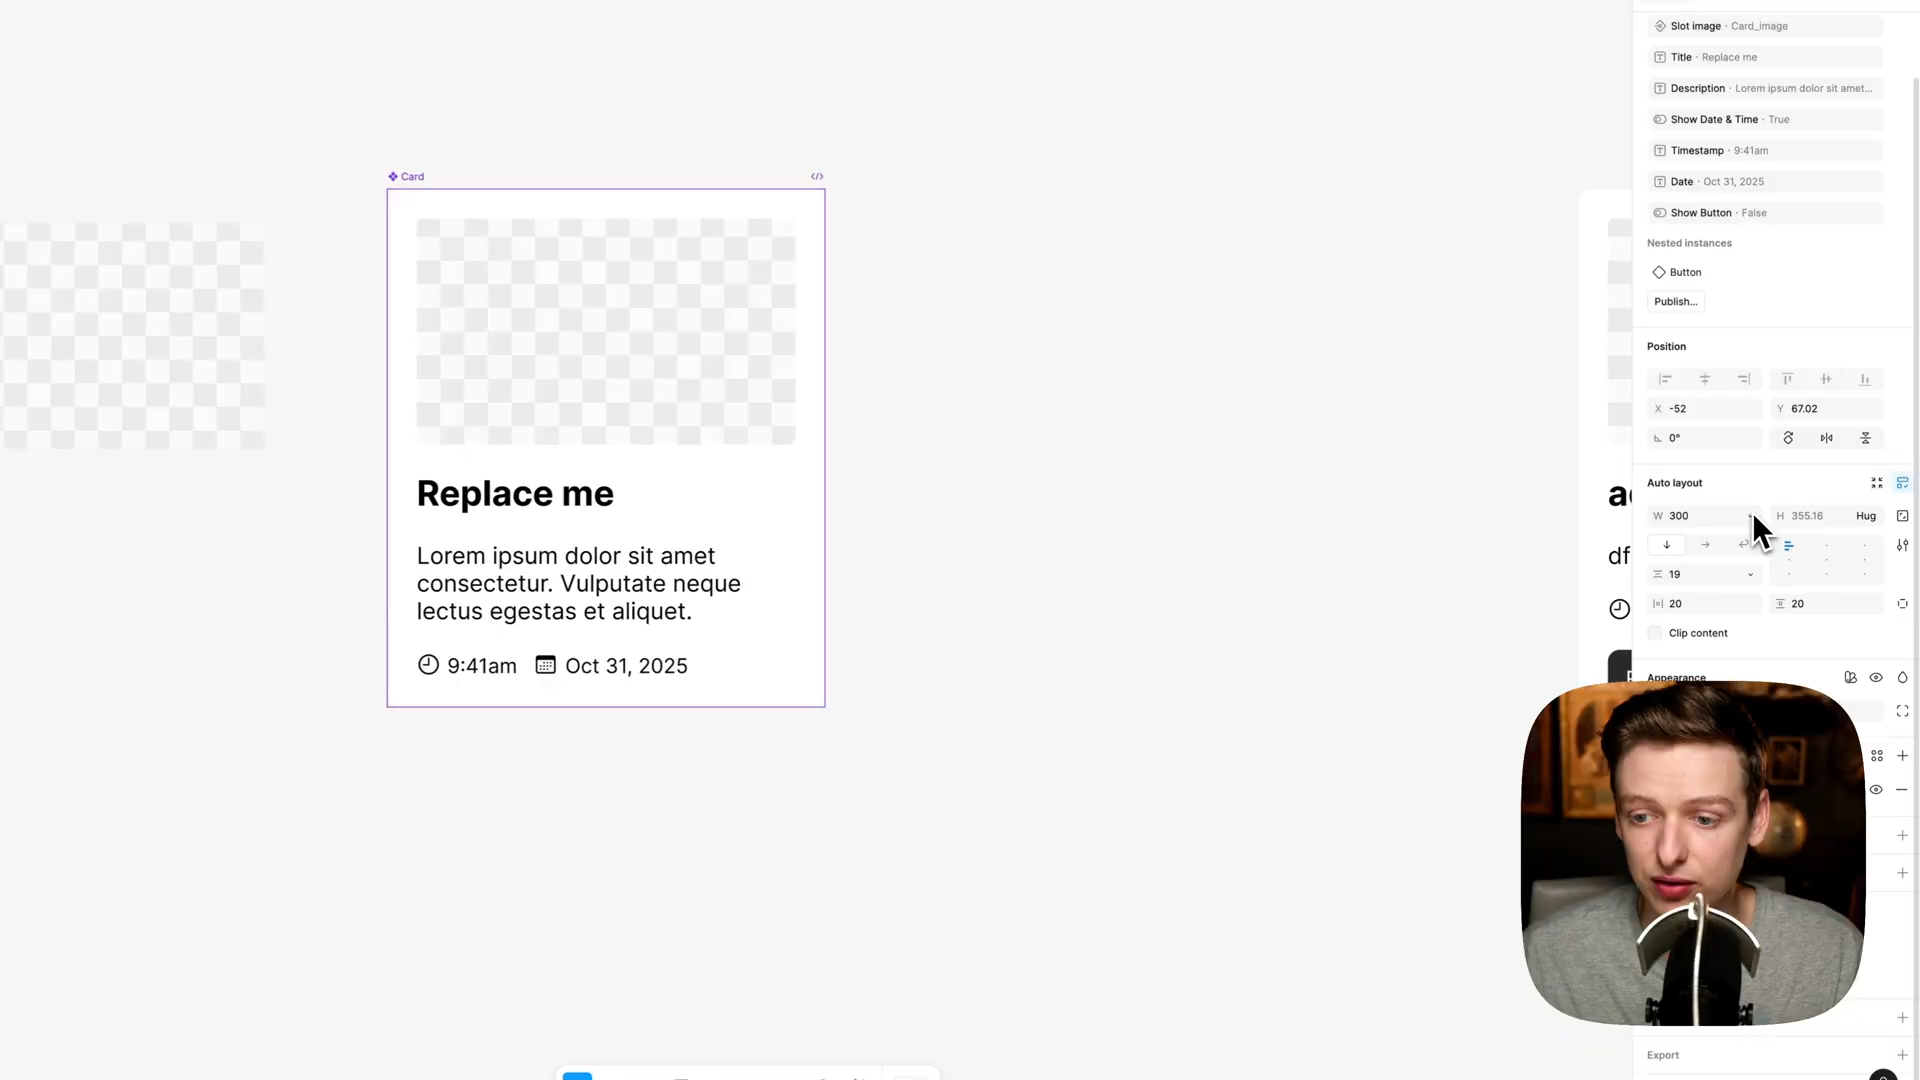 Card
Replace me
Lorem ipsum dolor sit amet
consectetur. Vulputate neque
lectus egestas et aliquet.
9:41am Oct 31, 2025
df
Slot image · Card_image
Title · Replace me
Description · Lorem ipsum dolor sit amet...
Show Date & Time · True
Timestamp · 9:41am
Date · Oct 31, 2025
Show Button · False
Nested instances
Button
Publish...
Position
X -52 Y 67.02
0°
Auto layout
W 300 H 355.16 Hug
19
20 20
Clip content
Appearance
Export